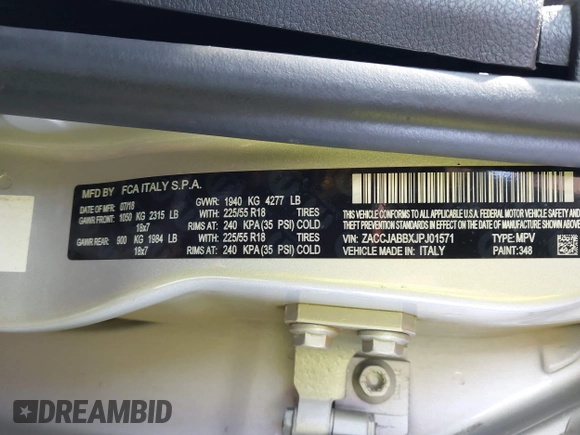 MFD BY FCA ITALY S.P.A.
DATE OF MFG: 07/18 GVWR: 1940 KG 4277 LB
GAWR FRONT: 1050 KG 2315 LB WITH: 225/55 R18 TIRES
18x7 RIMS AT: 240 KPA(35 PSI) COLD
GAWR REAR: 900 KG 1984 LB WITH: 225/55 R18 TIRES
18x7 RIMS AT: 240 KPA(35 PSI) COLD
THIS VEHICLE CONFORMS TO ALL APPLICABLE U.S.A. FEDERAL MOTOR VEHICLE SAFETY, BUMPER, AND
THEFT PREVENTION STANDARDS IN EFFECT ON THE DATE OF MANUFACTURE SHOWN ABOVE.
VIN: ZACCJABBXJPJ01571 TYPE: MPV
VEHICLE MADE IN: ITALY PAINT: 348
DREAMBID